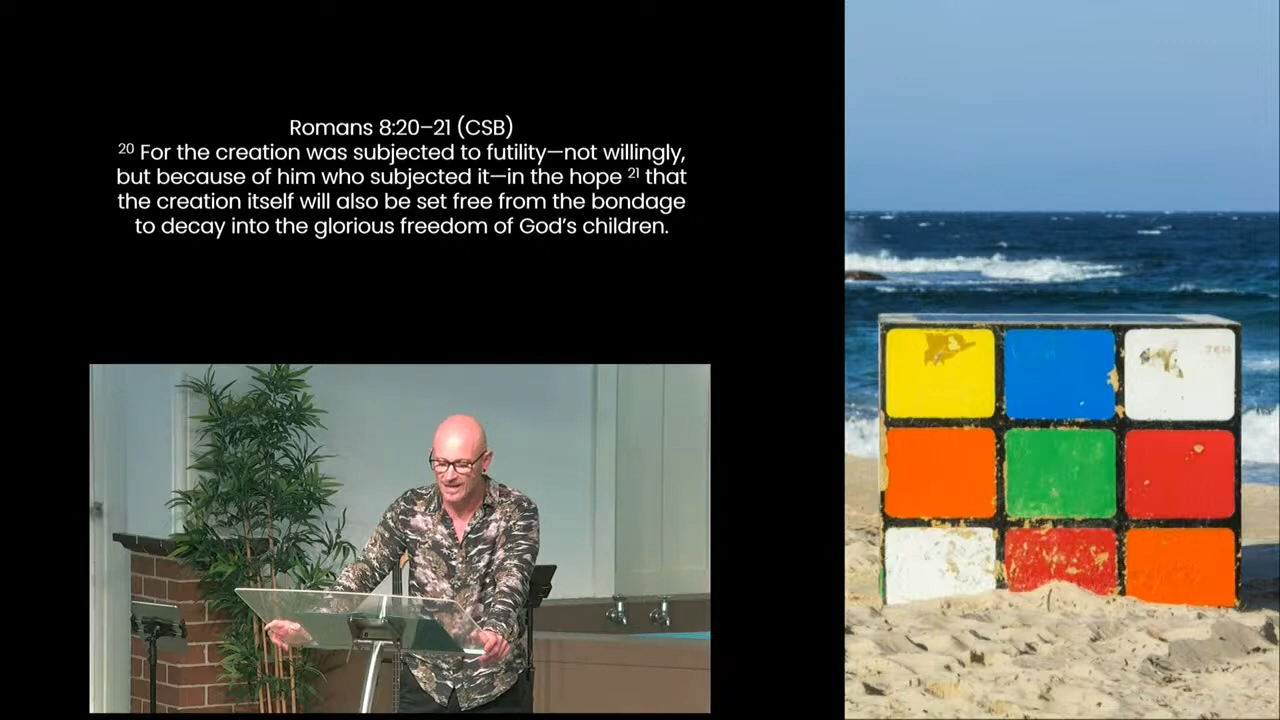 Romans 8:20–21 (CSB)
²⁰ For the creation was subjected to futility—not willingly,
but because of him who subjected it—in the hope ²¹ that
the creation itself will also be set free from the bondage
to decay into the glorious freedom of God’s children.